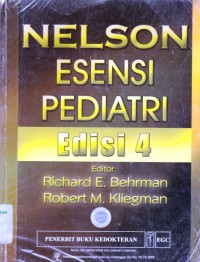 NELSON
ESENSI
PEDIATRI
Edisi 4
Editor:
Richard E. Behrman
Robert M. Kliegman
PENERBIT BUKU KEDOKTERAN EGC